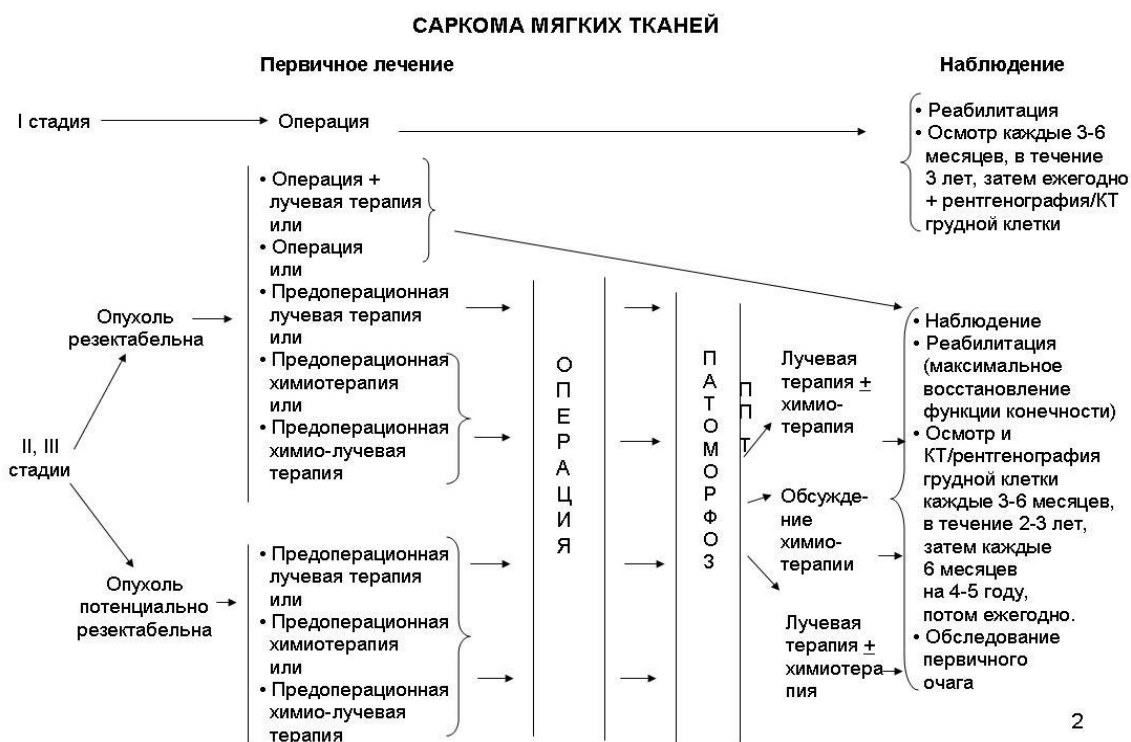 САРКОМА МЯГКИХ ТКАНЕЙ
Первичное лечение
Наблюдение
I стадия
Операция
• Реабилитация
• Осмотр каждые 3-6
месяцев, в течение
3 лет, затем ежегодно
+ рентгенография/КТ
грудной клетки
II, III
стадии
Опухоль
резектабельна
• Операция +
лучевая терапия
или
• Операция
или
• Предоперационная
лучевая терапия
или
• Предоперационная
химиотерапия
или
• Предоперационная
химио-лучевая
терапия
Опухоль
потенциально
резектабельна
• Предоперационная
лучевая терапия
или
• Предоперационная
химиотерапия
или
• Предоперационная
химио-лучевая
терапия
О
П
Е
Р
А
Ц
И
Я
П
А
Т
О
М
О
Р
Ф
О
З
П
П
Т
Лучевая
терапия ±
химио-
терапия
Обсужде-
ние
химио-
терапии
Лучевая
терапия ±
химиотера
пия
• Наблюдение
• Реабилитация
(максимальное
восстановление
функции конечности)
• Осмотр и
КТ/рентгенография
грудной клетки
каждые 3-6 месяцев,
в течение 2-3 лет,
затем каждые
6 месяцев
на 4-5 году,
потом ежегодно.
• Обследование
первичного
очага
2